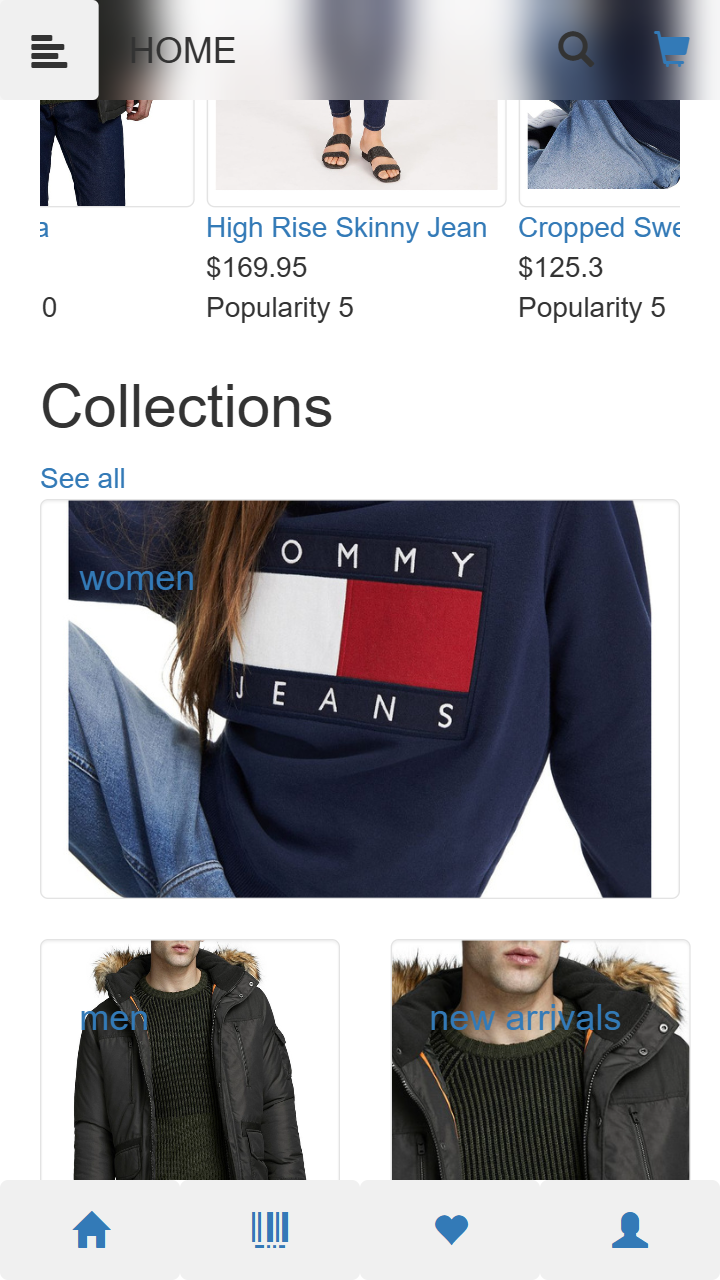 HOME
a
High Rise Skinny Jean
Cropped Swe
$169.95
$125.3
0
Popularity 5
Popularity 5
Collections
See all
OMMY
women
JEANS
men
new arrivals